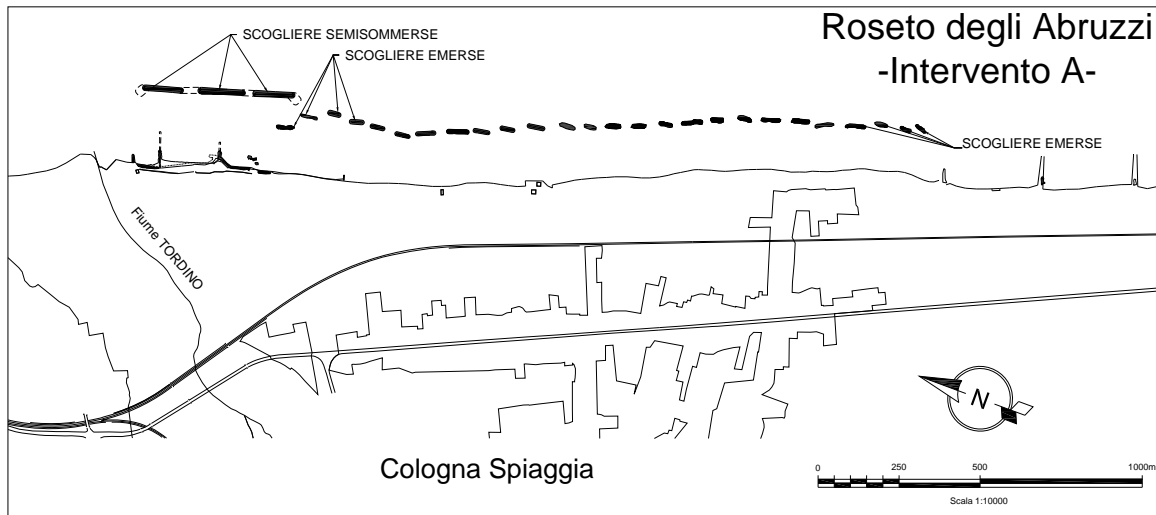 Roseto degli Abruzzi
-Intervento A-
SCOGLIERE SEMISOMMERSE
SCOGLIERE EMERSE
SCOGLIERE EMERSE
Fiume TORDINO
N
Cologna Spiaggia
0 250 500 1000m
Scala 1:10000